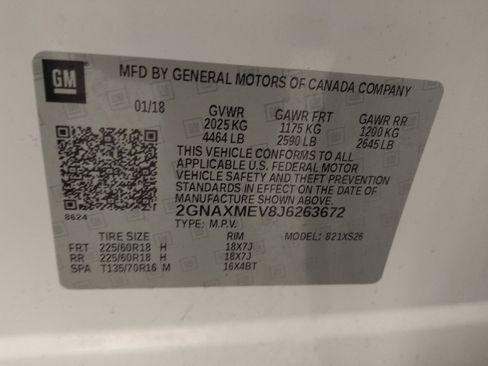 GM
MFD BY GENERAL MOTORS OF CANADA COMPANY
01/18 GVWR GAWR FRT GAWR RR
2025 KG 1175 KG 1200 KG
4464 LB 2590 LB 2645 LB
THIS VEHICLE CONFORMS TO ALL
APPLICABLE U.S. FEDERAL MOTOR
VEHICLE SAFETY AND THEFT PREVENTION
STANDARDS IN EFFECT ON THE DATE OF
MANUFACTURE SHOWN ABOVE.
2GNAXMEV8J6263672
8624
TYPE: M.P.V. MODEL: 821XS26
TIRE SIZE RIM
FRT 225/60R18 H 18X7J
RR 225/60R18 H 18X7J
SPA T135/70R16 M 16X4BT